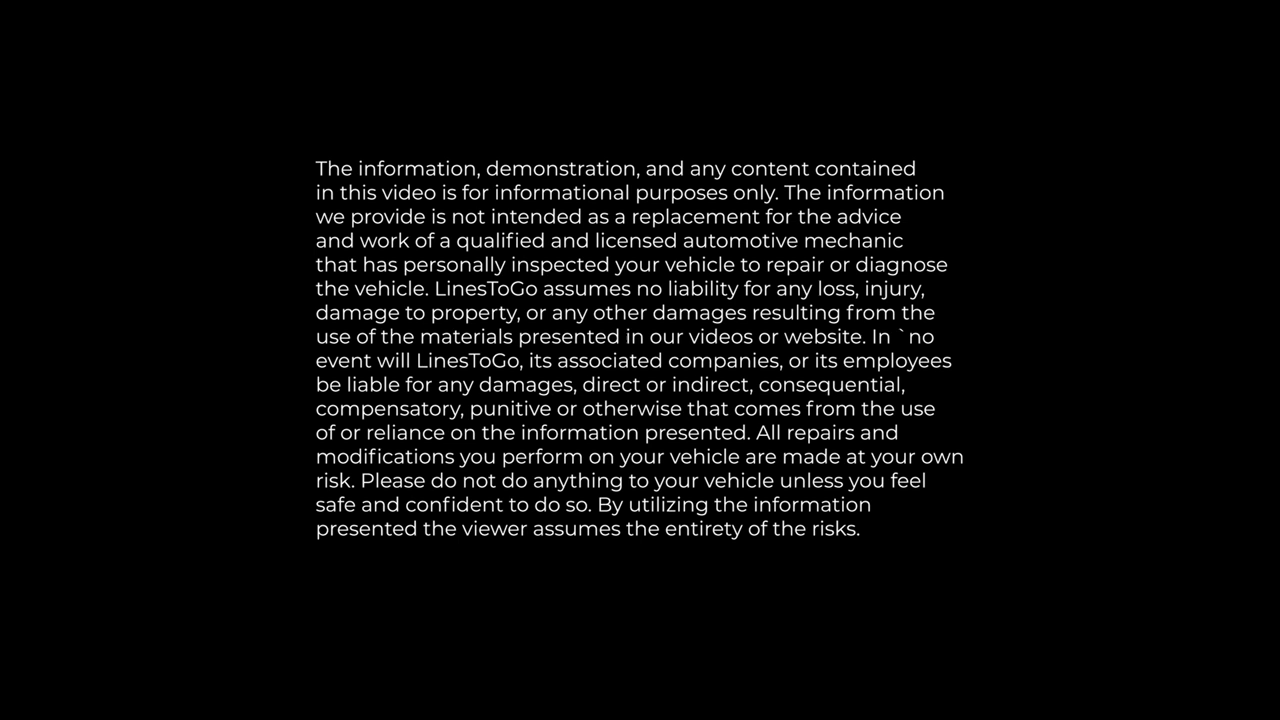 The information, demonstration, and any content contained
in this video is for informational purposes only. The information
we provide is not intended as a replacement for the advice
and work of a qualified and licensed automotive mechanic
that has personally inspected your vehicle to repair or diagnose
the vehicle. LinesToGo assumes no liability for any loss, injury,
damage to property, or any other damages resulting from the
use of the materials presented in our videos or website. In `no
event will LinesToGo, its associated companies, or its employees
be liable for any damages, direct or indirect, consequential,
compensatory, punitive or otherwise that comes from the use
of or reliance on the information presented. All repairs and
modifications you perform on your vehicle are made at your own
risk. Please do not do anything to your vehicle unless you feel
safe and confident to do so. By utilizing the information
presented the viewer assumes the entirety of the risks.